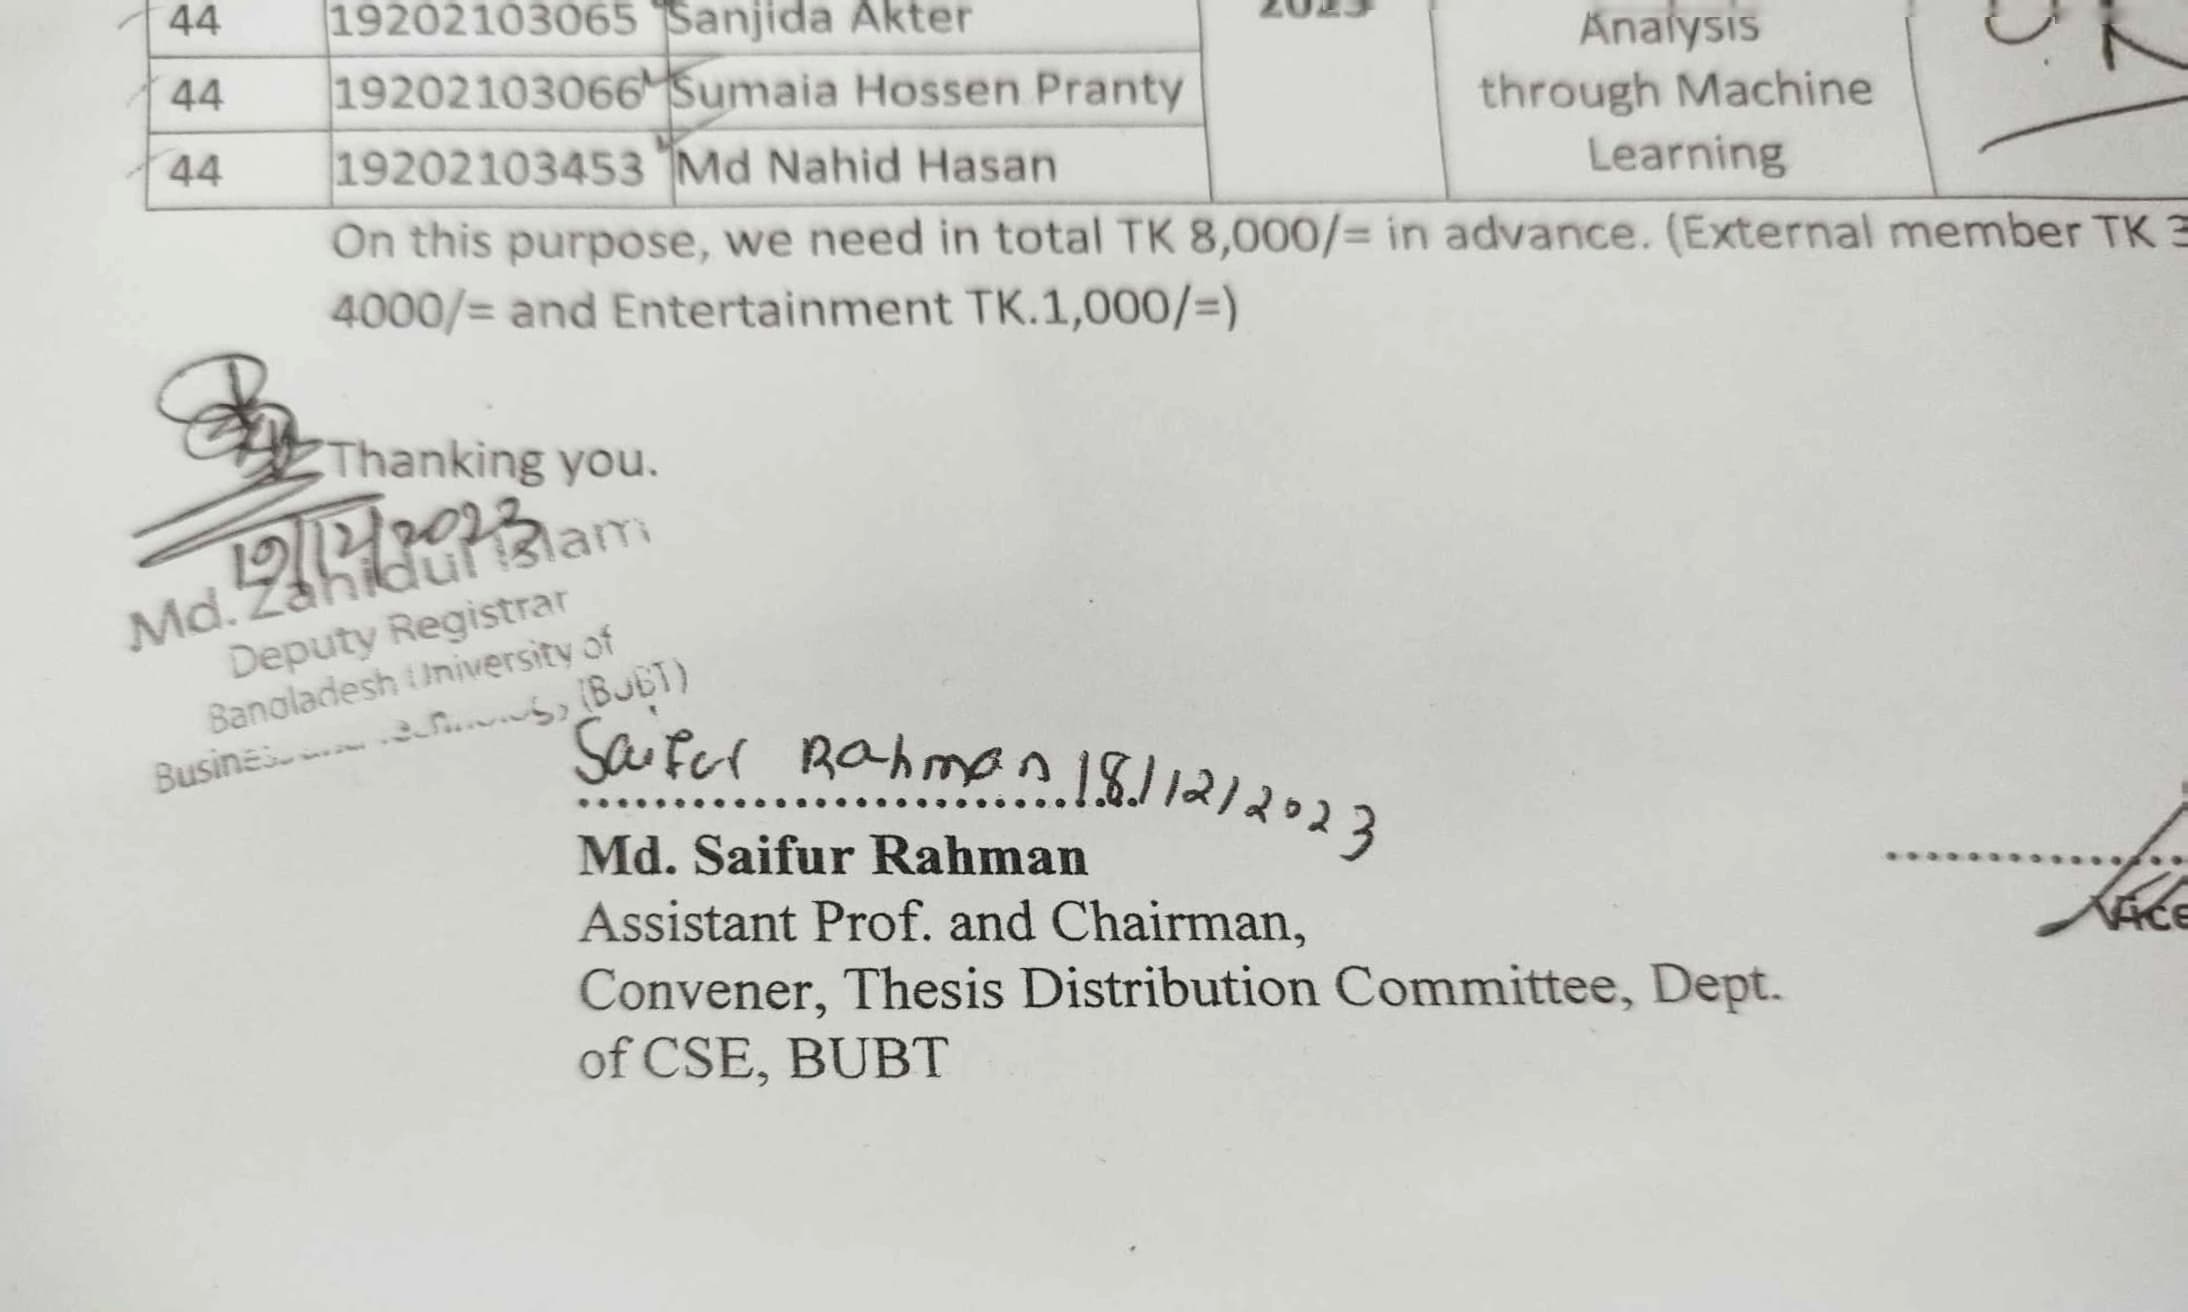 44 19202103065 Sanjida Akter 2023 Analysis
44 19202103066 Sumaia Hossen Pranty through Machine
44 19202103453 Md Nahid Hasan Learning
On this purpose, we need in total TK 8,000/= in advance. (External member TK 3
4000/= and Entertainment TK.1,000/=)
Thanking you.
19/12/2023
Md. Zahidul Islam
Deputy Registrar
Bangladesh University of
Business (BUBT)
Saifur Rahman 18/12/2023
Md. Saifur Rahman
Assistant Prof. and Chairman,
Convener, Thesis Distribution Committee, Dept.
of CSE, BUBT
Vice